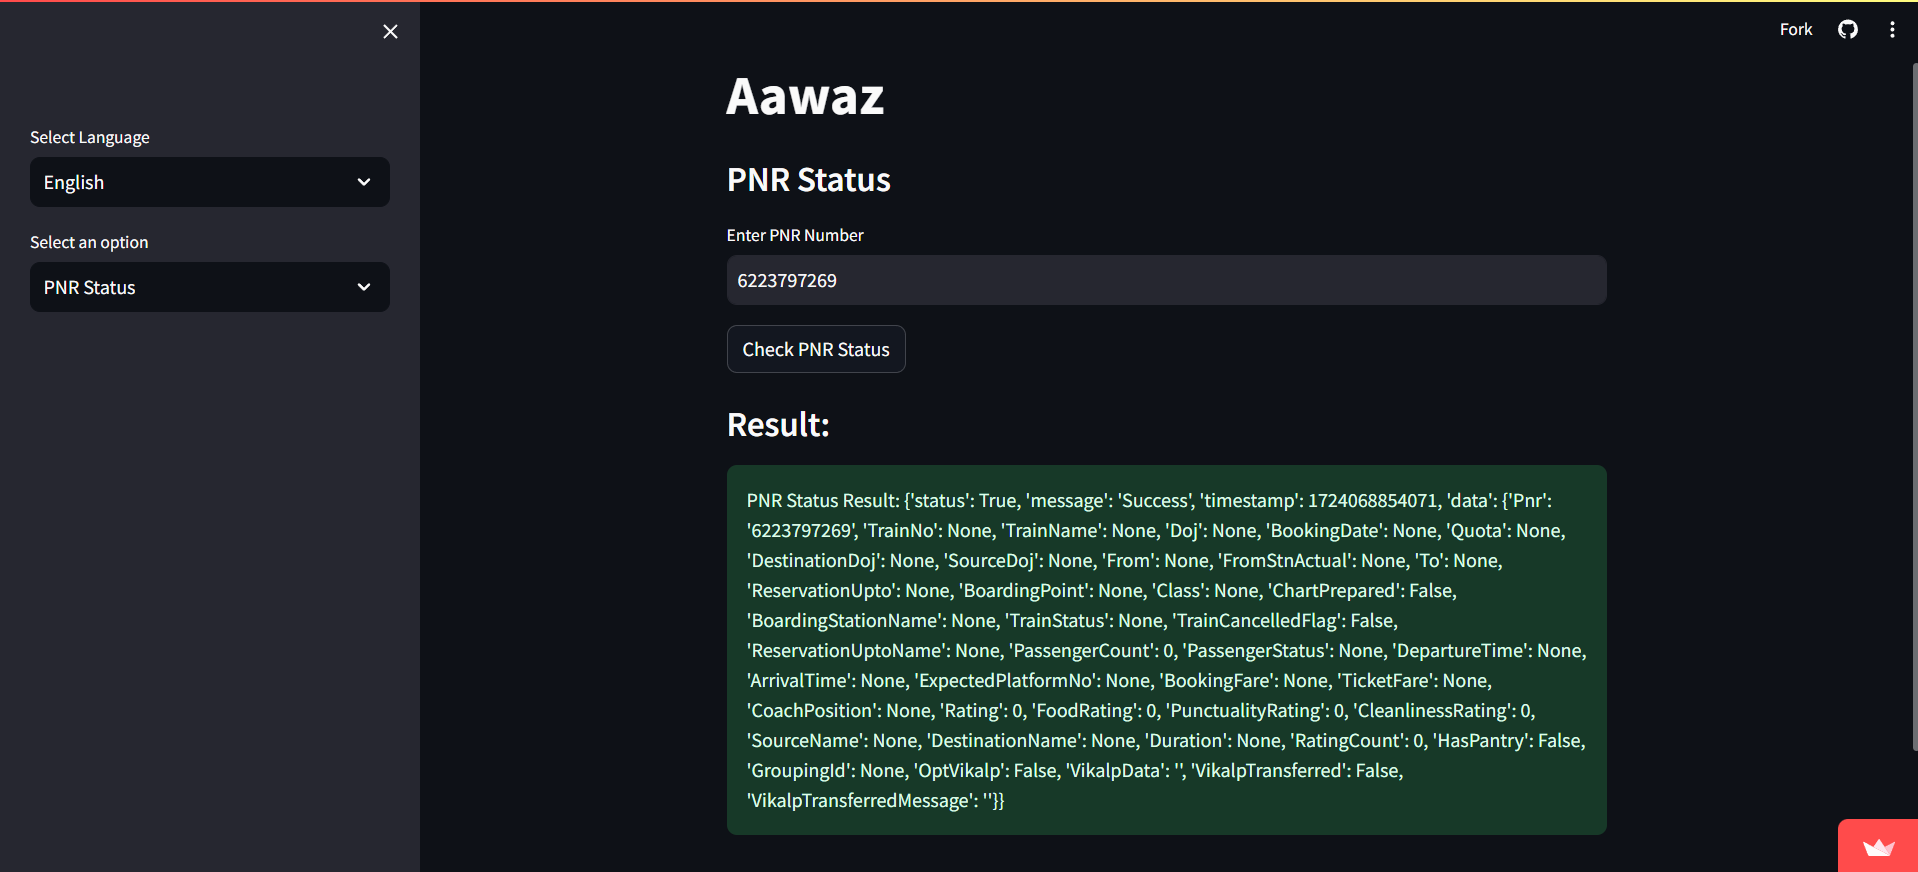 Fork
Select Language
English
Select an option
PNR Status
Aawaz
PNR Status
Enter PNR Number
6223797269
Check PNR Status
Result:
PNR Status Result: {'status': True, 'message': 'Success', 'timestamp': 1724068854071, 'data': {'Pnr':
'6223797269', 'TrainNo': None, 'TrainName': None, 'Doj': None, 'BookingDate': None, 'Quota': None,
'DestinationDoj': None, 'SourceDoj': None, 'From': None, 'FromStnActual': None, 'To': None,
'ReservationUpto': None, 'BoardingPoint': None, 'Class': None, 'ChartPrepared': False,
'BoardingStationName': None, 'TrainStatus': None, 'TrainCancelledFlag': False,
'ReservationUptoName': None, 'PassengerCount': 0, 'PassengerStatus': None, 'DepartureTime': None,
'ArrivalTime': None, 'ExpectedPlatformNo': None, 'BookingFare': None, 'TicketFare': None,
'CoachPosition': None, 'Rating': 0, 'FoodRating': 0, 'PunctualityRating': 0, 'CleanlinessRating': 0,
'SourceName': None, 'DestinationName': None, 'Duration': None, 'RatingCount': 0, 'HasPantry': False,
'GroupingId': None, 'OptVikalp': False, 'VikalpData': '', 'VikalpTransferred': False,
'VikalpTransferredMessage': ''}}